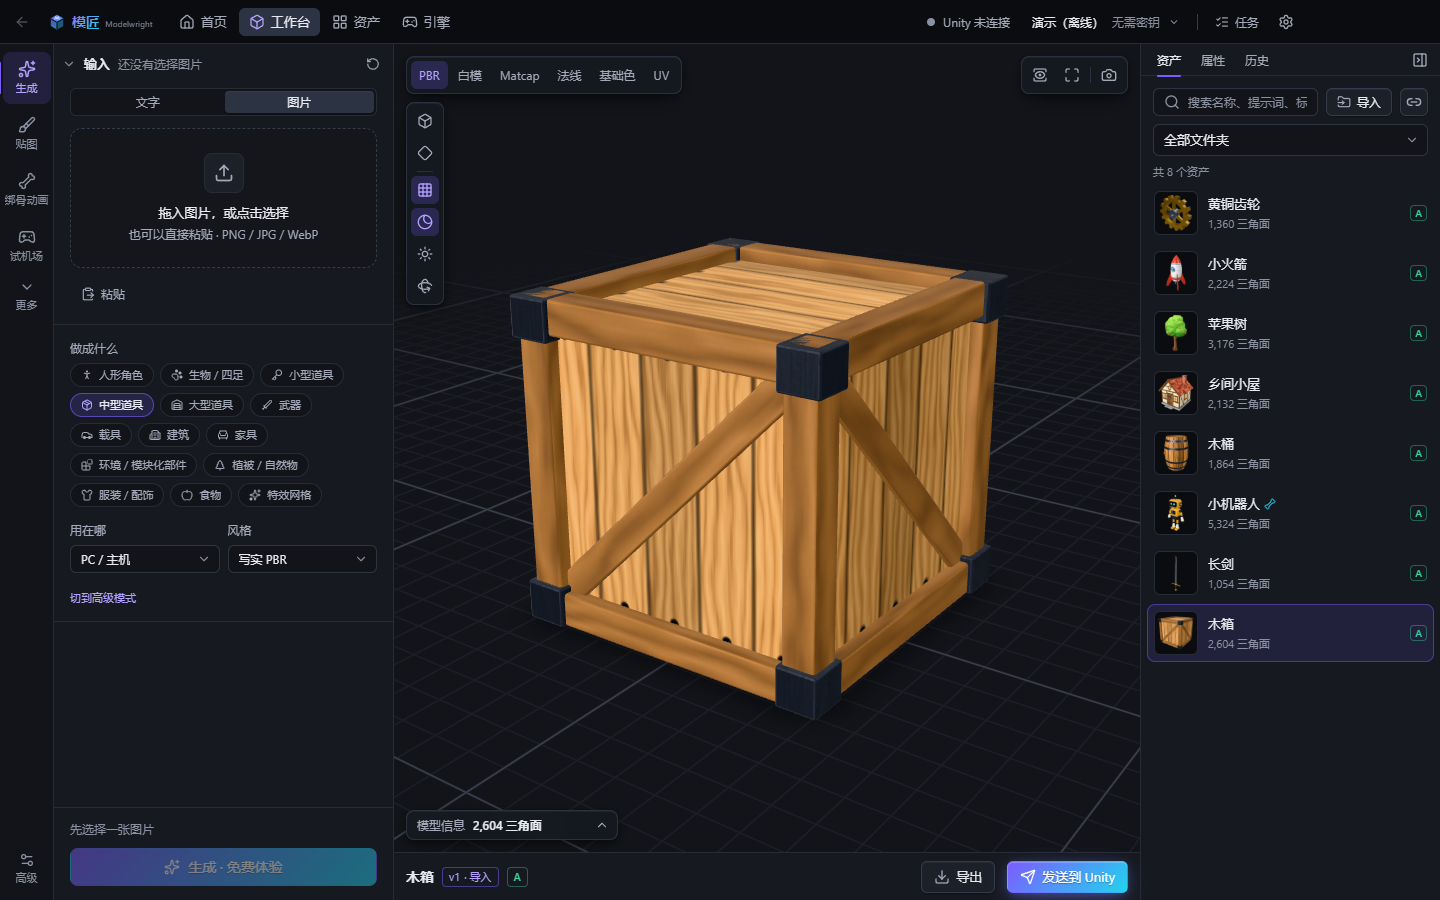 模匠 Modelwright
首页
工作台
资产
引擎
Unity 未连接
演示（离线）
无需密钥
任务
生成
贴图
绑骨动画
试机场
更多
高级
输入 还没有选择图片
文字
图片
拖入图片，或点击选择
也可以直接粘贴 · PNG / JPG / WebP
粘贴
做成什么
人形角色
生物 / 四足
小型道具
中型道具
大型道具
武器
载具
建筑
家具
环境 / 模块化部件
植被 / 自然物
服装 / 配饰
食物
特效网格
用在哪
风格
PC / 主机
写实 PBR
切到高级模式
先选择一张图片
生成 · 免费体验
PBR
白模
Matcap
法线
基础色
UV
模型信息 2,604 三角面
木箱
v1 · 导入
A
导出
发送到 Unity
资产
属性
历史
搜索名称、提示词、标
导入
全部文件夹
共 8 个资产
黄铜齿轮
1,360 三角面
A
小火箭
2,224 三角面
A
苹果树
3,176 三角面
A
乡间小屋
2,132 三角面
A
木桶
1,864 三角面
A
小机器人
5,324 三角面
A
长剑
1,054 三角面
A
木箱
2,604 三角面
A